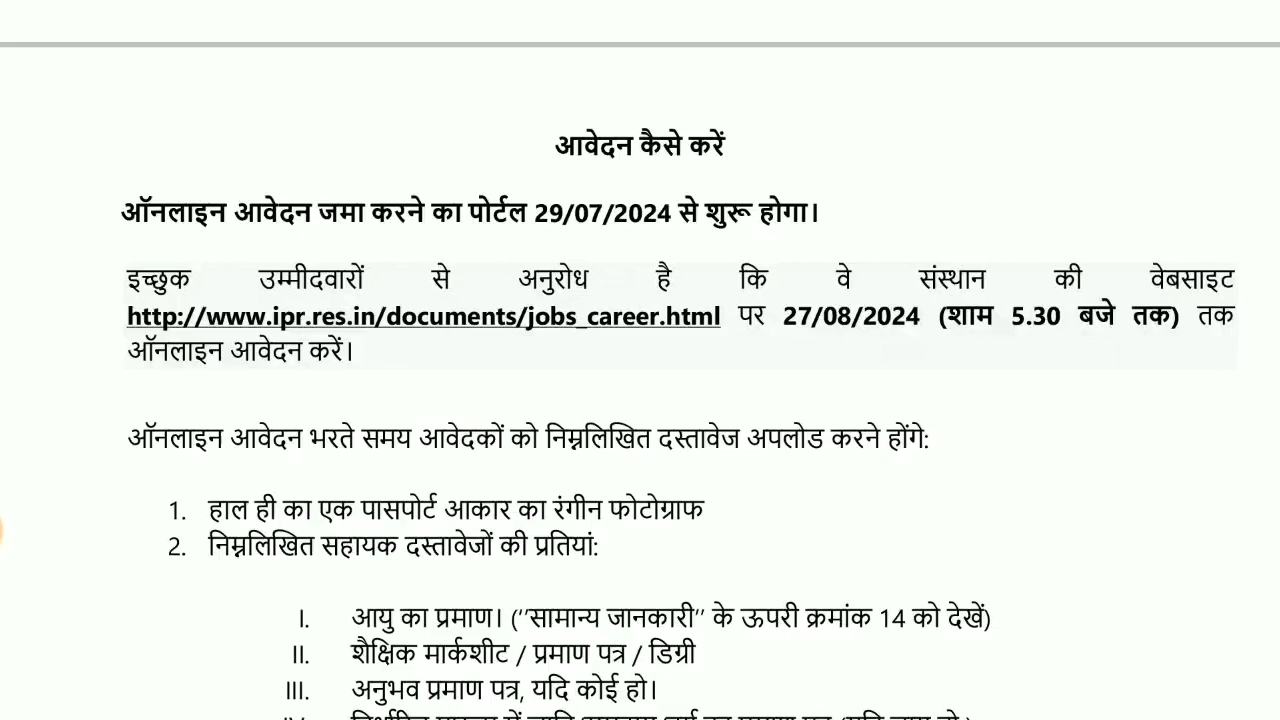 आवेदन कैसे करें
ऑनलाइन आवेदन जमा करने का पोर्टल 29/07/2024 से शुरू होगा।
इच्छुक उम्मीदवारों से अनुरोध है कि वे संस्थान की वेबसाइट
http://www.ipr.res.in/documents/jobs_career.html पर 27/08/2024 (शाम 5.30 बजे तक) तक
ऑनलाइन आवेदन करें।
ऑनलाइन आवेदन भरते समय आवेदकों को निम्नलिखित दस्तावेज अपलोड करने होंगे:
1. हाल ही का एक पासपोर्ट आकार का रंगीन फोटोग्राफ
2. निम्नलिखित सहायक दस्तावेजों की प्रतियां:
I. आयु का प्रमाण। (‘‘सामान्य जानकारी’’ के ऊपरी क्रमांक 14 को देखें)
II. शैक्षिक मार्कशीट / प्रमाण पत्र / डिग्री
III. अनुभव प्रमाण पत्र, यदि कोई हो।